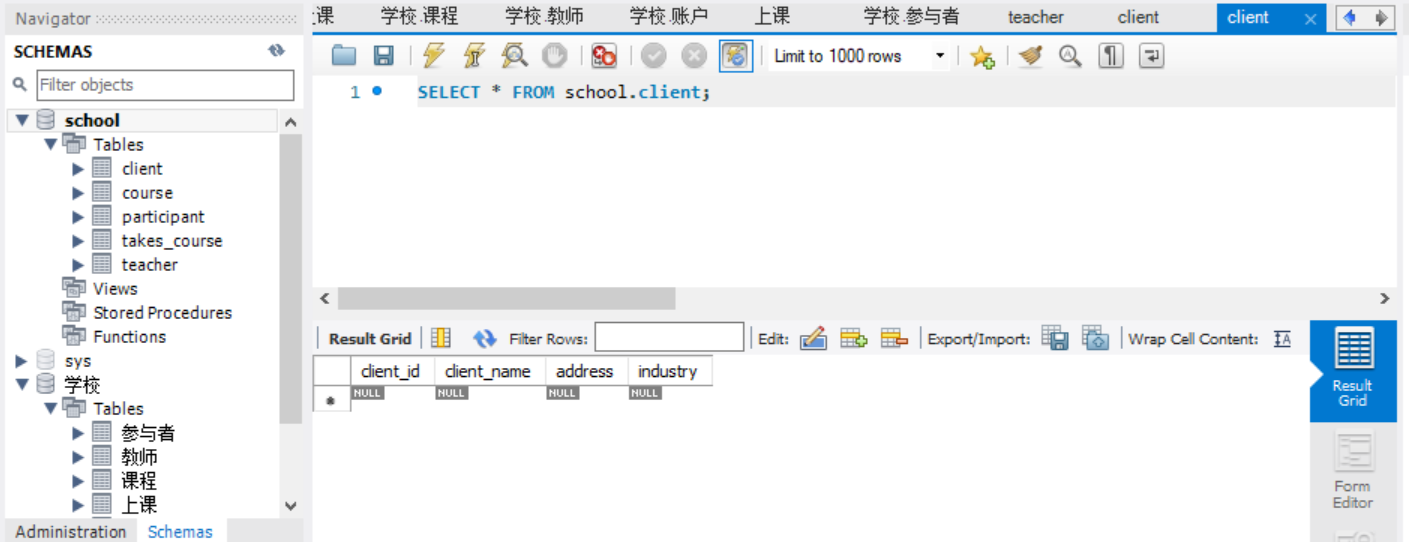 Navigator
课 学校.课程 学校.教师 学校.账户 上课 学校.参与者 teacher client client
SCHEMAS
Limit to 1000 rows
Filter objects
1 SELECT * FROM school.client;
school
Tables
client
course
participant
takes_course
teacher
Views
Stored Procedures
Functions
sys
学校
Tables
参与者
教师
课程
上课
Administration Schemas
Result Grid Filter Rows: Edit: Export/Import: Wrap Cell Content: IA
client_id client_name address industry
NULL NULL NULL NULL
Result
Grid
Form
Editor